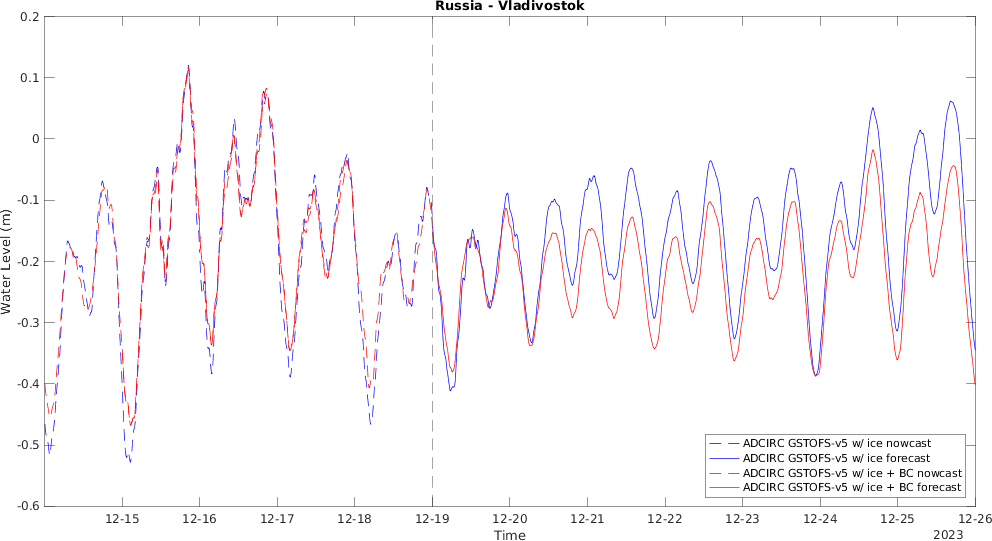 Russia - Vladivostok
Water Level (m)
0.2
0.1
0
-0.1
-0.2
-0.3
-0.4
-0.5
-0.6
ADCIRC GSTOFS-v5 w/ ice nowcast
ADCIRC GSTOFS-v5 w/ ice forecast
ADCIRC GSTOFS-v5 w/ ice + BC nowcast
ADCIRC GSTOFS-v5 w/ ice + BC forecast
12-15 12-16 12-17 12-18 12-19 12-20 12-21 12-22 12-23 12-24 12-25 12-26
Time
2023